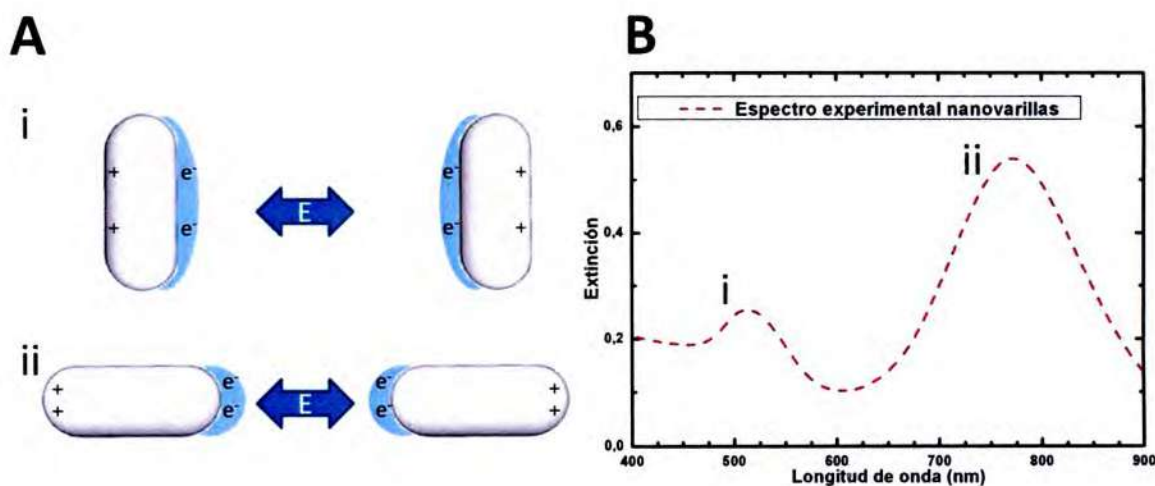 A
B
i
+ e⁻ e⁻ +
E
+ e⁻ e⁻ +
ii
+ e⁻ e⁻ +
E
+ e⁻ e⁻ +
Espectro experimental nanovarillas
i
ii
Extinción
0,6
0,4
0,2
0,0
400 500 600 700 800 900
Longitud de onda (nm)